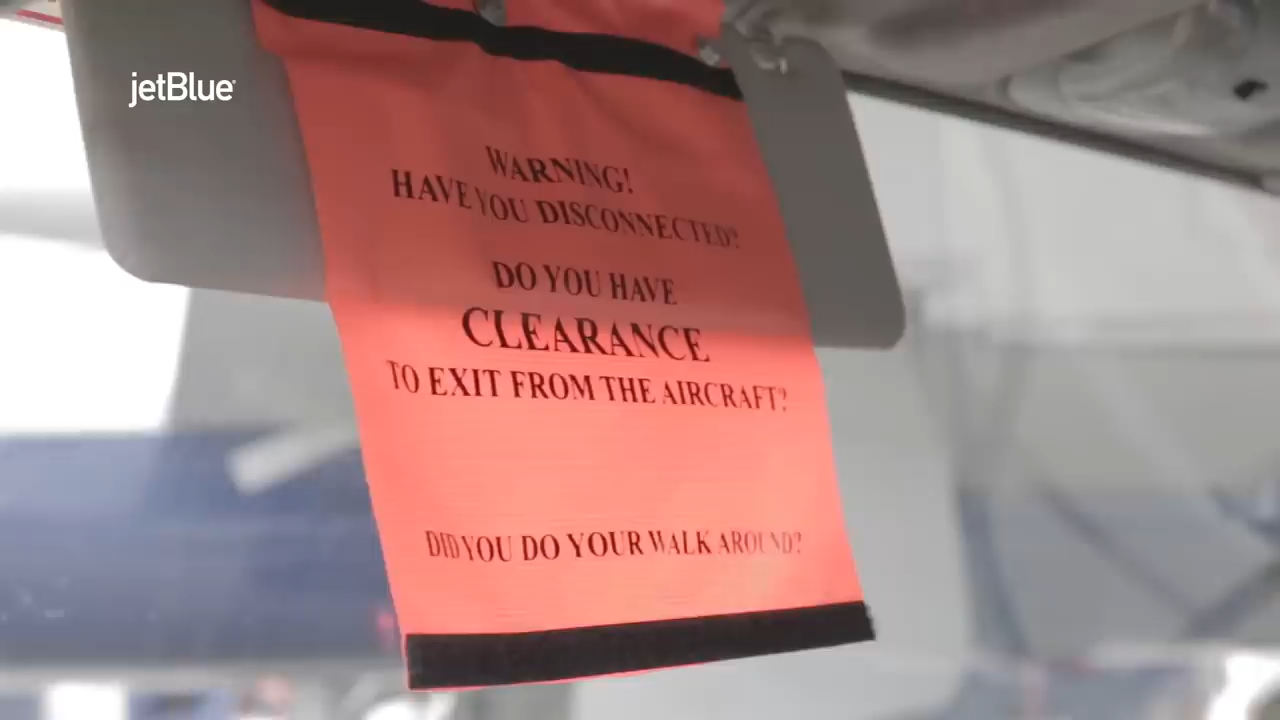 jetBlue
WARNING!
HAVE YOU DISCONNECTED?
DO YOU HAVE
CLEARANCE
TO EXIT FROM THE AIRCRAFT?
DID YOU DO YOUR WALK AROUND?